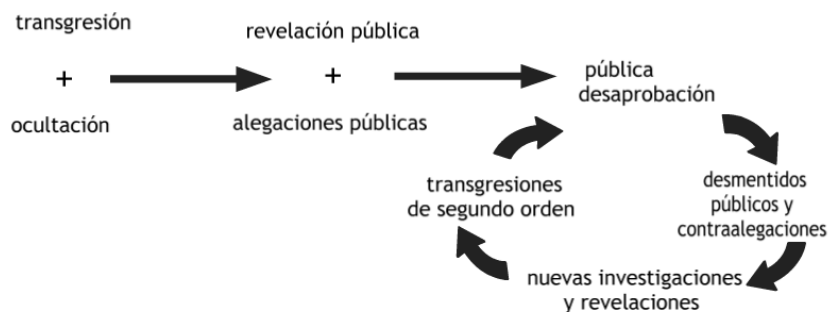 transgresión
+
ocultación
revelación pública
+
alegaciones públicas
pública
desaprobación
desmentidos
públicos y
contraalegaciones
nuevas investigaciones
y revelaciones
transgresiones
de segundo orden